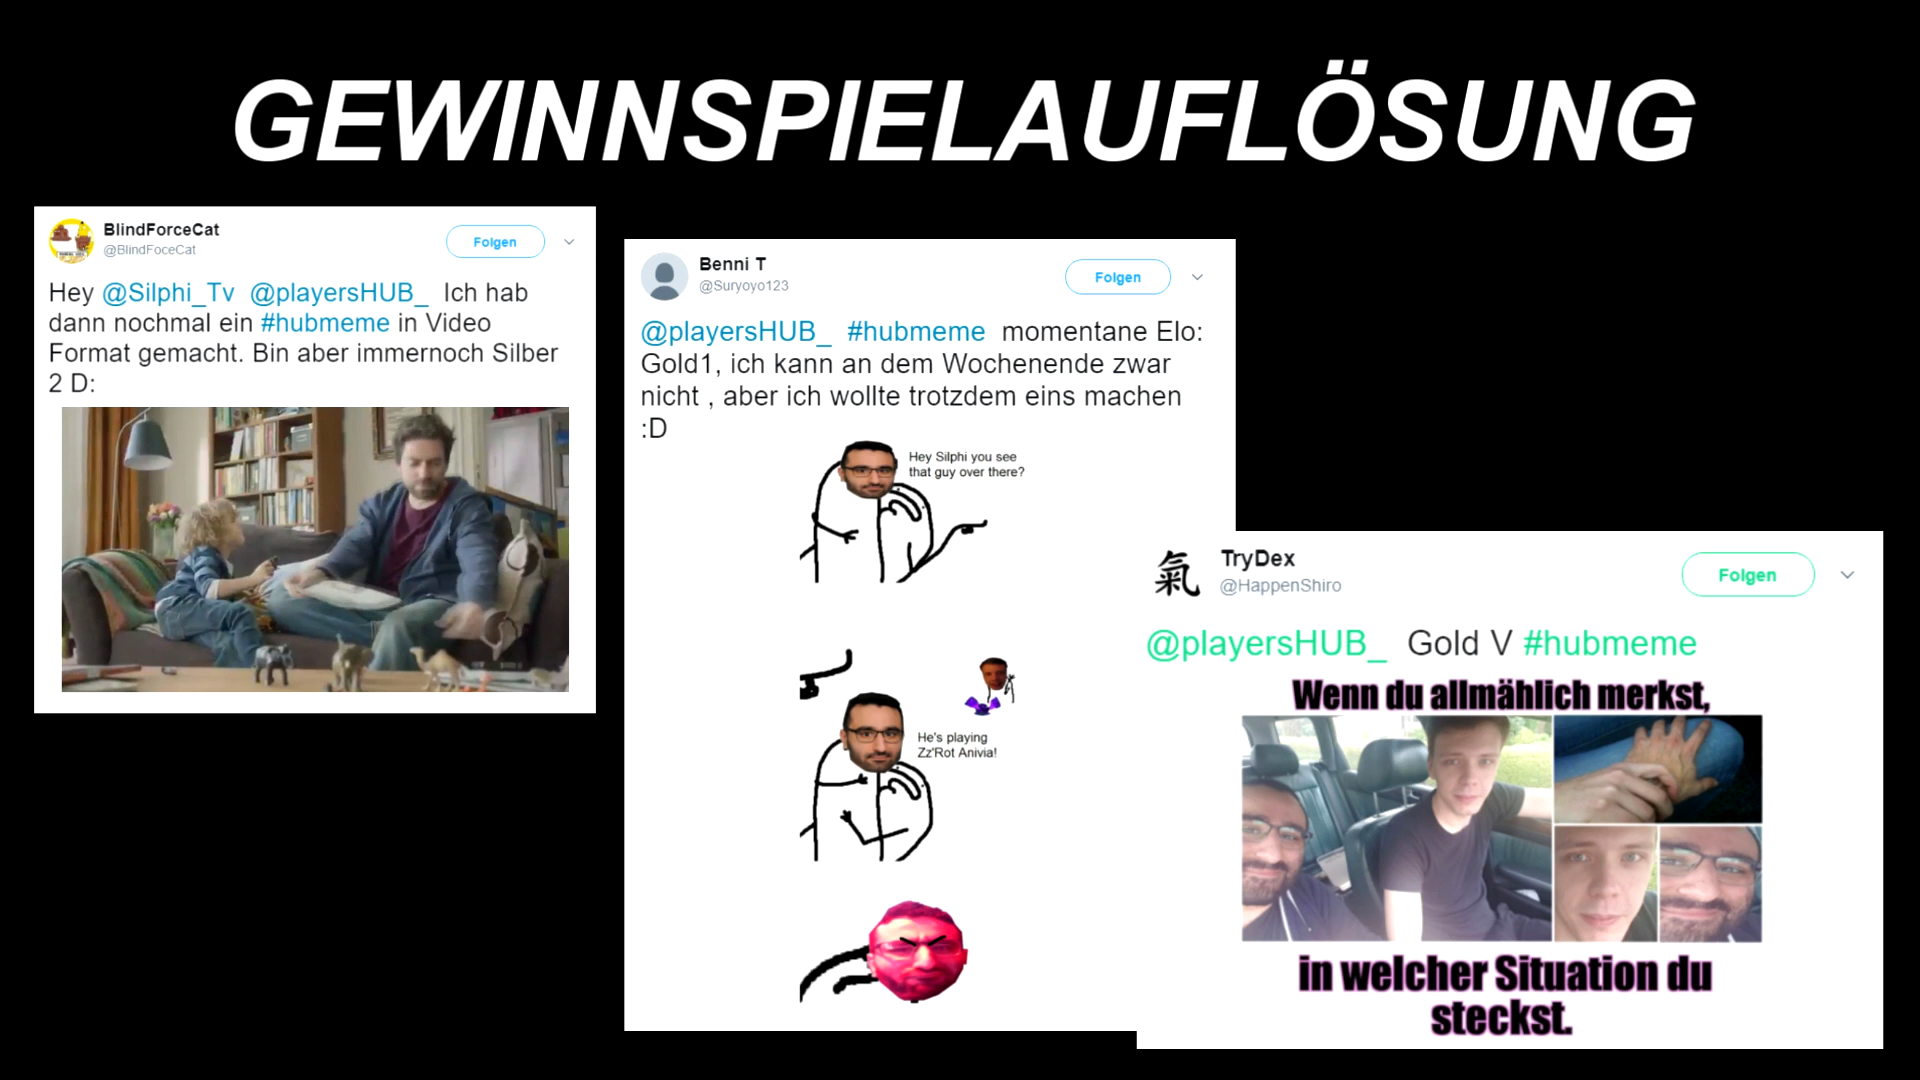 GEWINNSPIELAUFLÖSUNG
BlindForceCat
@BlindFoceCat
Folgen
Hey @Silphi_Tv @playersHUB_ Ich hab
dann nochmal ein #hubmeme in Video
Format gemacht. Bin aber immernoch Silber
2 D:
Benni T
@Suryoyo123
Folgen
@playersHUB_ #hubmeme momentane Elo:
Gold1, ich kann an dem Wochenende zwar
nicht , aber ich wollte trotzdem eins machen
:D
Hey Silphi you see
that guy over there?
He's playing
Zz'Rot Anivia!
TryDex
@HappenShiro
Folgen
氣
@playersHUB_ Gold V #hubmeme
Wenn du allmählich merkst,
in welcher Situation du
steckst.